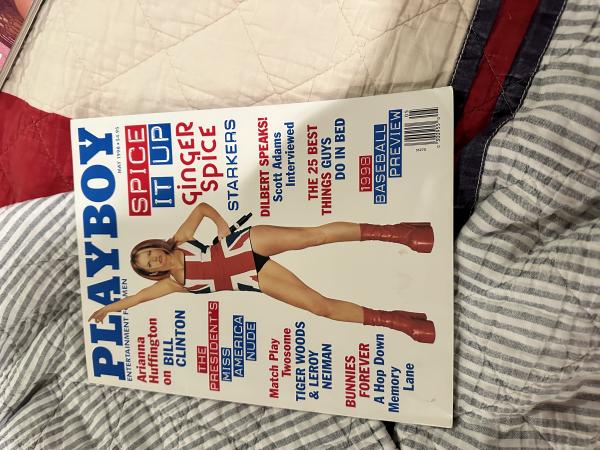 PLAYBOY
ENTERTAINMENT FOR MEN
MAY 1998 • $4.95
SPICE
IT UP
GINGER
SPICE
STARKERS
DILBERT SPEAKS!
Scott Adams
Interviewed
THE 25 BEST
THINGS GUYS
DO IN BED
1998
BASEBALL
PREVIEW
Arianna
Huffington
on BILL
CLINTON
THE
PRESIDENT'S
MISS
AMERICA
NUDE
Match Play
Twosome
TIGER WOODS
& LEROY
NEIMAN
BUNNIES
FOREVER
A Hop Down
Memory
Lane